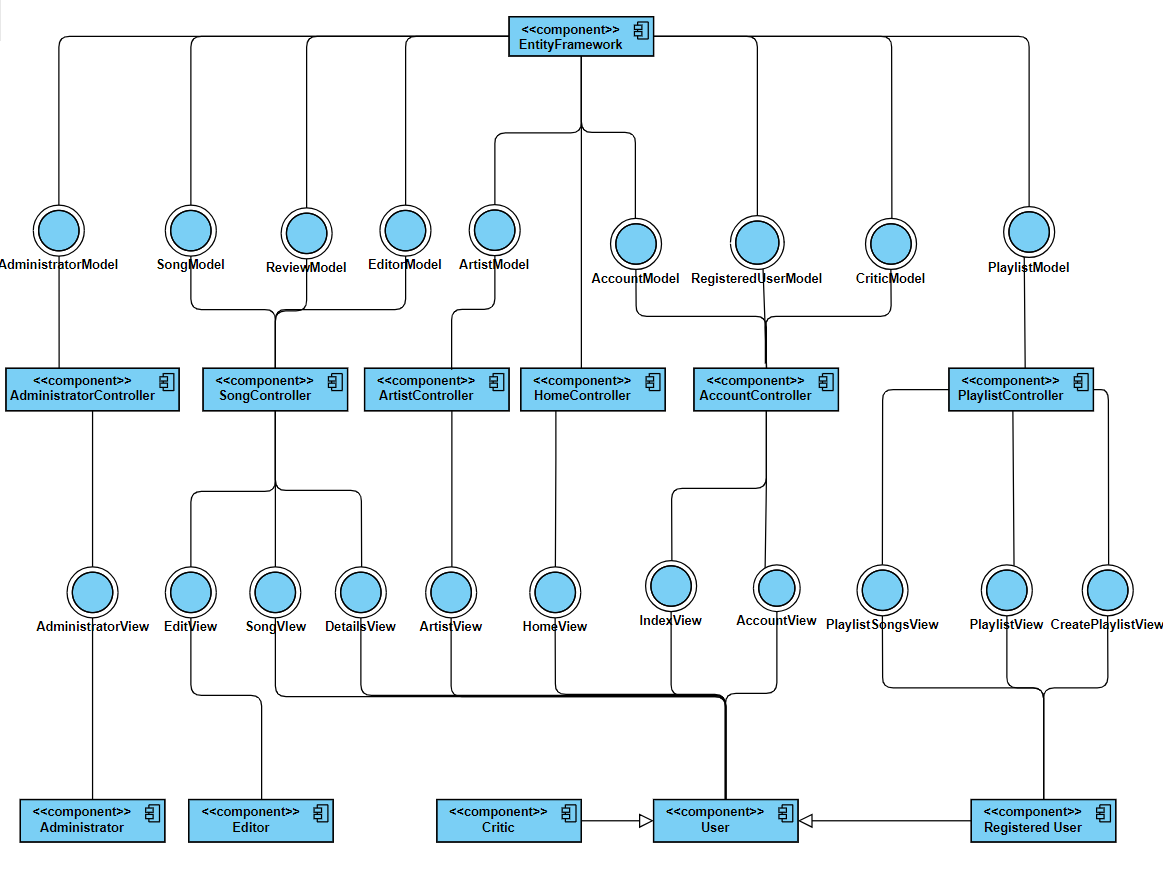 <<component>>
EntityFramework
AdministratorModel
SongModel
ReviewModel
EditorModel
ArtistModel
AccountModel
RegisteredUserModel
CriticModel
PlaylistModel
<<component>>
AdministratorController
<<component>>
SongController
<<component>>
ArtistController
<<component>>
HomeController
<<component>>
AccountController
<<component>>
PlaylistController
AdministratorView
EditView
SongVIew
DetailsView
ArtistView
HomeView
IndexView
AccountView
PlaylistSongsView
PlaylistView
CreatePlaylistView
<<component>>
Administrator
<<component>>
Editor
<<component>>
Critic
<<component>>
User
<<component>>
Registered User